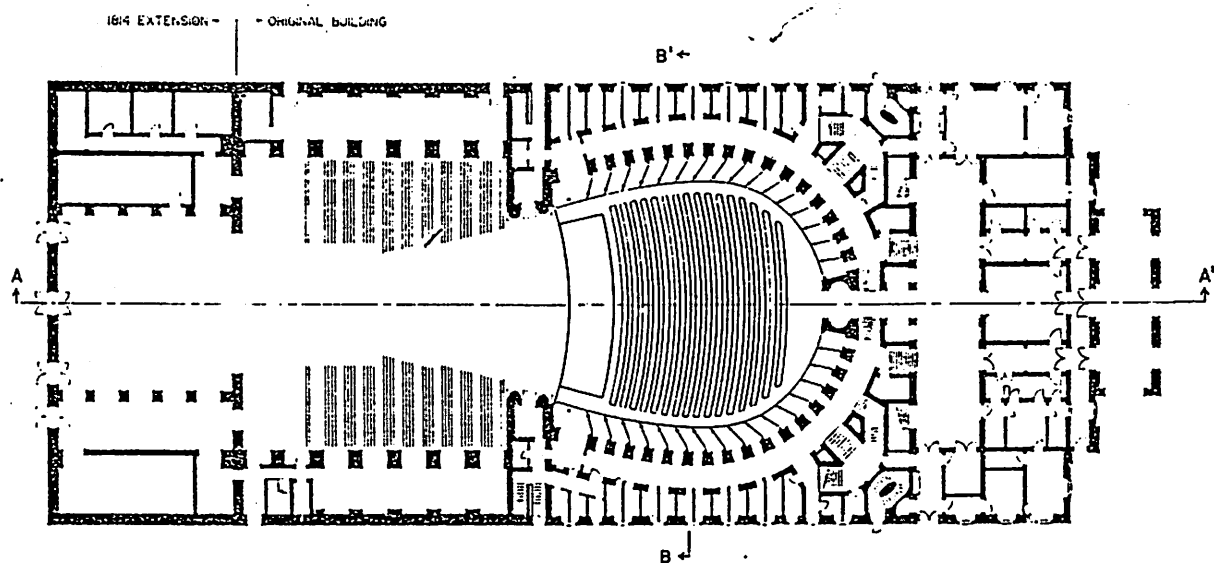 1814 EXTENSION - - ORIGINAL BUILDING
B'
A
A'
B